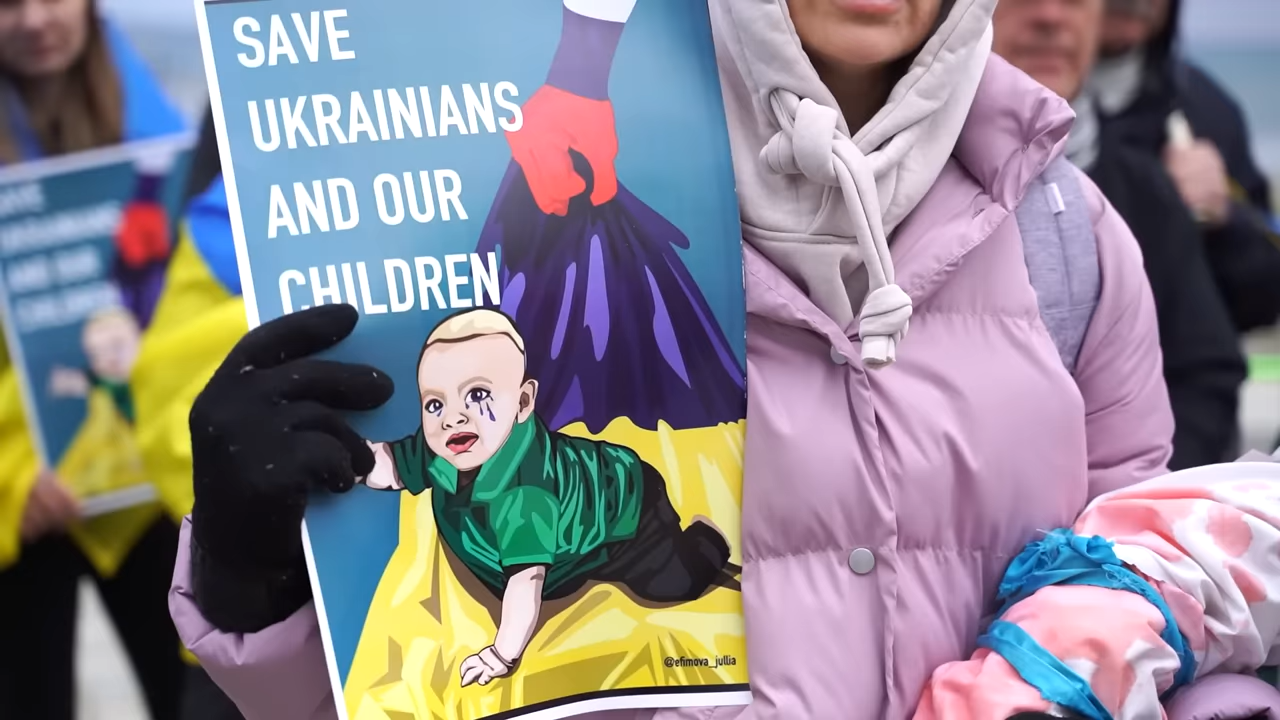 SAVE
UKRAINIANS
AND OUR
CHILDREN
@efimova_jullia